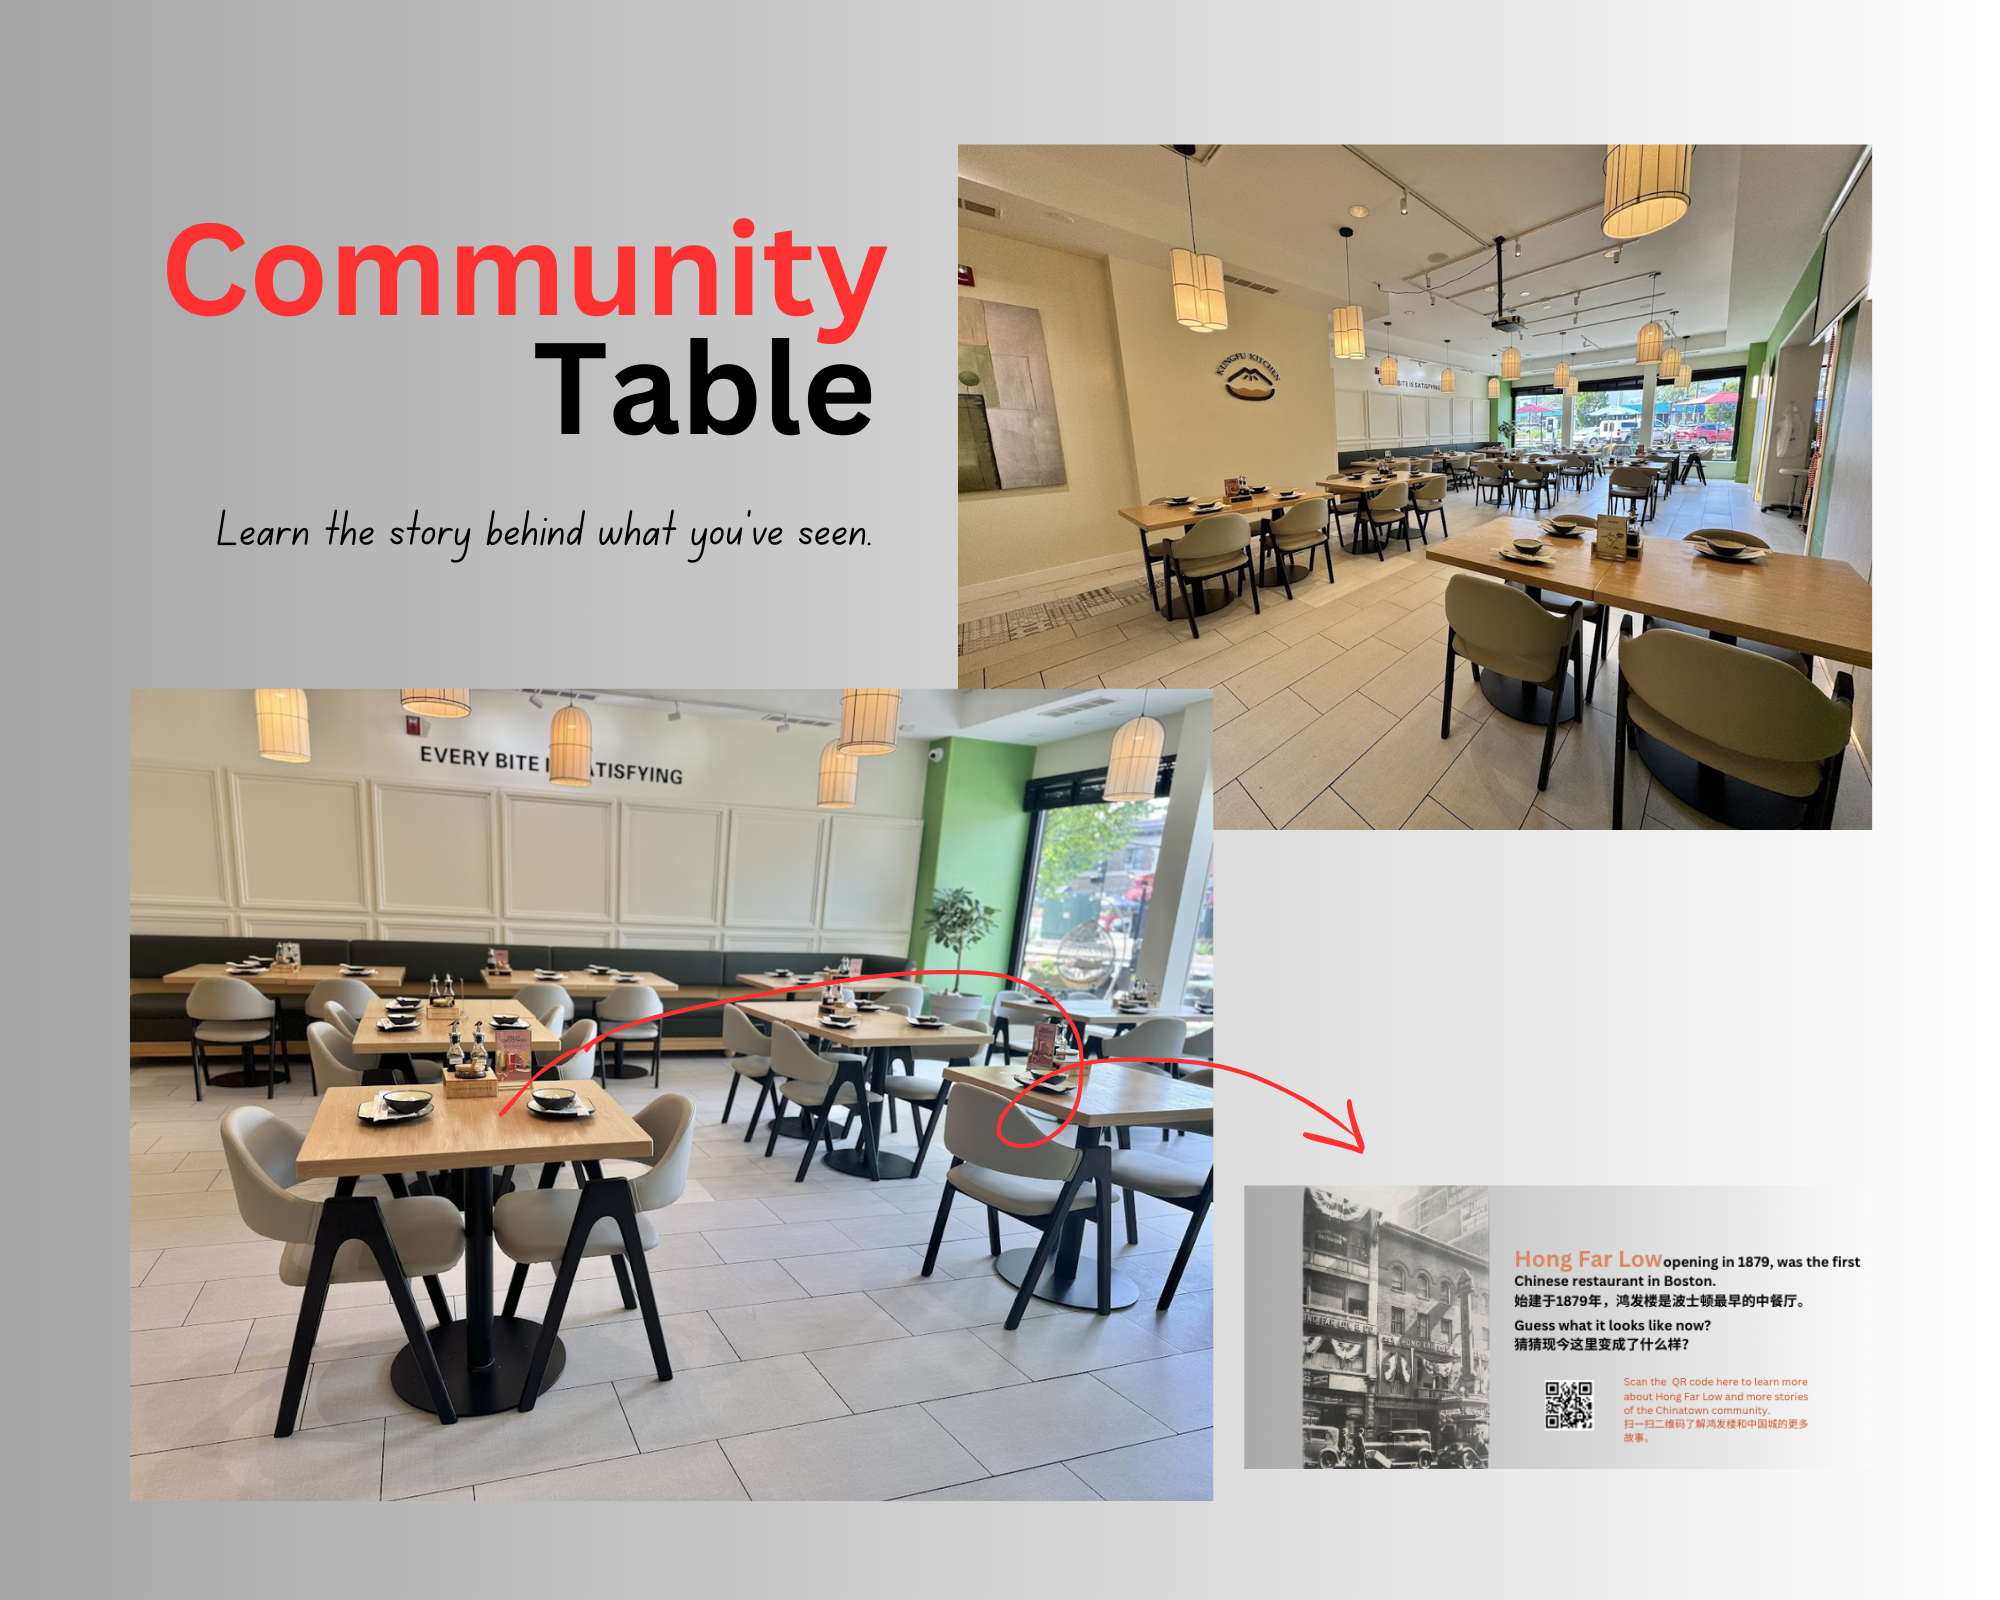 Community
Table
Learn the story behind what you've seen.
KUNGFU KITCHEN
BITE IS SATISFYING
EVERY BITE I ATISFYING
Hong Far Low opening in 1879, was the first
Chinese restaurant in Boston.
始建于1879年，鸿发楼是波士顿最早的中餐厅。
Guess what it looks like now?
猜猜现今这里变成了什么样？
Scan the QR code here to learn more
about Hong Far Low and more stories
of the Chinatown community.
扫一扫二维码了解鸿发楼和中国城的更多
故事。